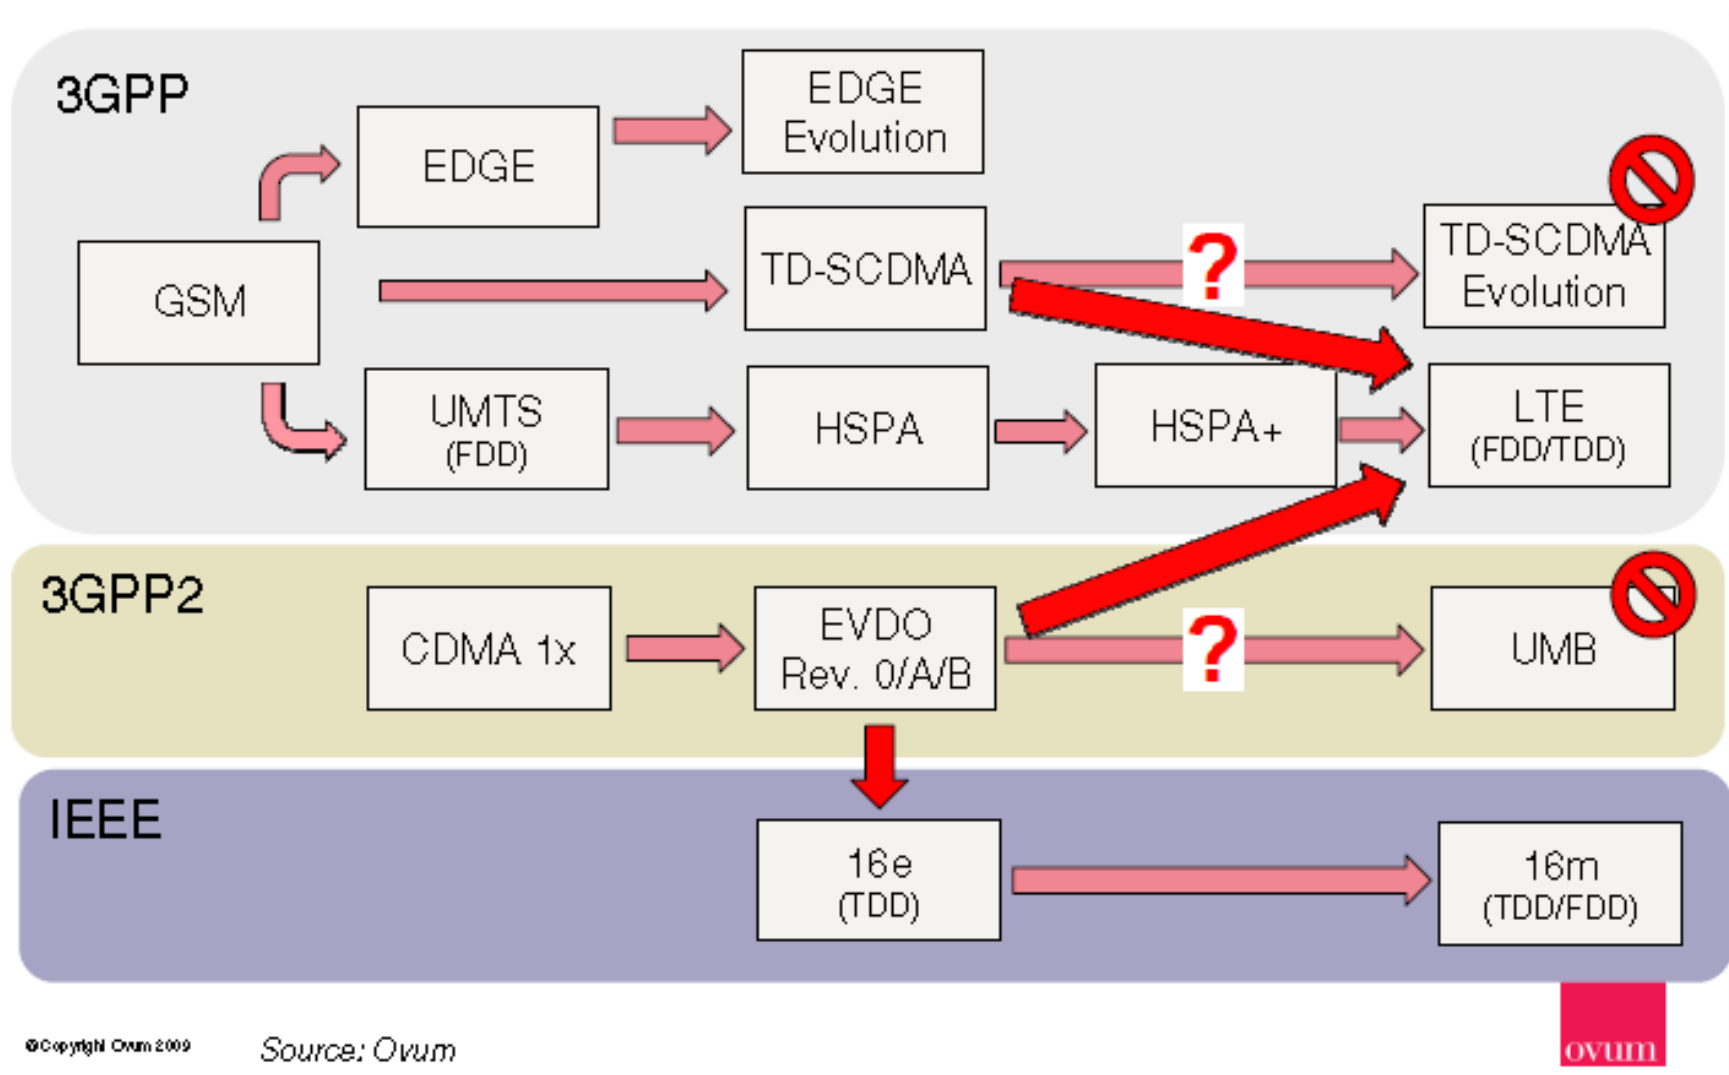 3GPP
EDGE
EDGE
Evolution
GSM
TD-SCDMA
?
TD-SCDMA
Evolution
UMTS
(FDD)
HSPA
HSPA+
LTE
(FDD/TDD)
3GPP2
CDMA 1x
EVDO
Rev. 0/A/B
?
UMB
IEEE
16e
(TDD)
16m
(TDD/FDD)
©Copyright Ovum 2009
Source: Ovum
ovum